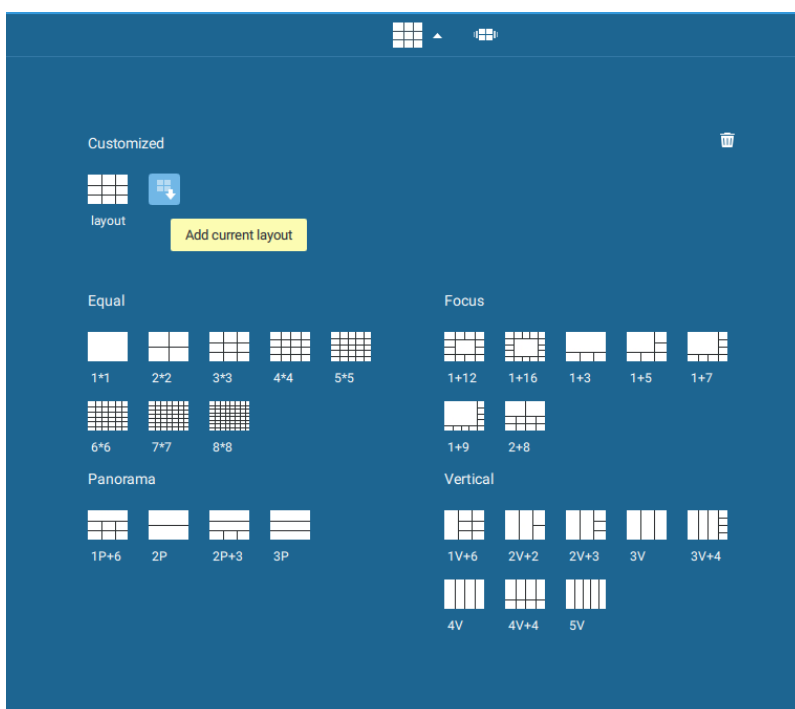 Customized
layout
Add current layout
Equal
1*1 2*2 3*3 4*4 5*5
6*6 7*7 8*8
Focus
1+12 1+16 1+3 1+5 1+7
1+9 2+8
Panorama
1P+6 2P 2P+3 3P
Vertical
1V+6 2V+2 2V+3 3V 3V+4
4V 4V+4 5V